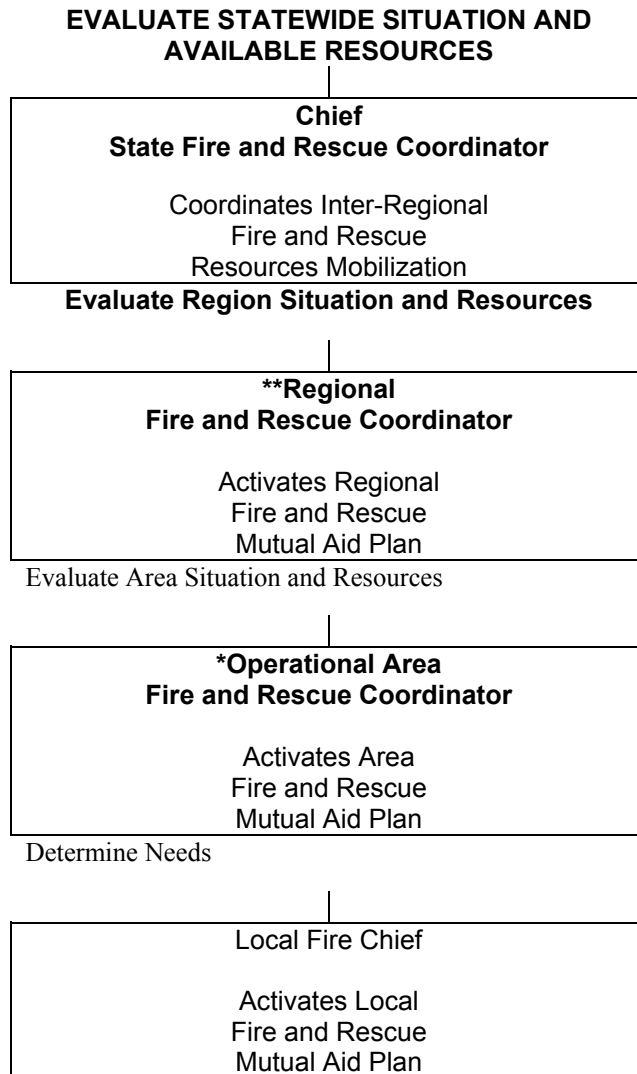 EVALUATE STATEWIDE SITUATION AND
AVAILABLE RESOURCES
Chief
State Fire and Rescue Coordinator
Coordinates Inter-Regional
Fire and Rescue
Resources Mobilization
Evaluate Region Situation and Resources
**Regional
Fire and Rescue Coordinator
Activates Regional
Fire and Rescue
Mutual Aid Plan
Evaluate Area Situation and Resources
*Operational Area
Fire and Rescue Coordinator
Activates Area
Fire and Rescue
Mutual Aid Plan
Determine Needs
Local Fire Chief
Activates Local
Fire and Rescue
Mutual Aid Plan